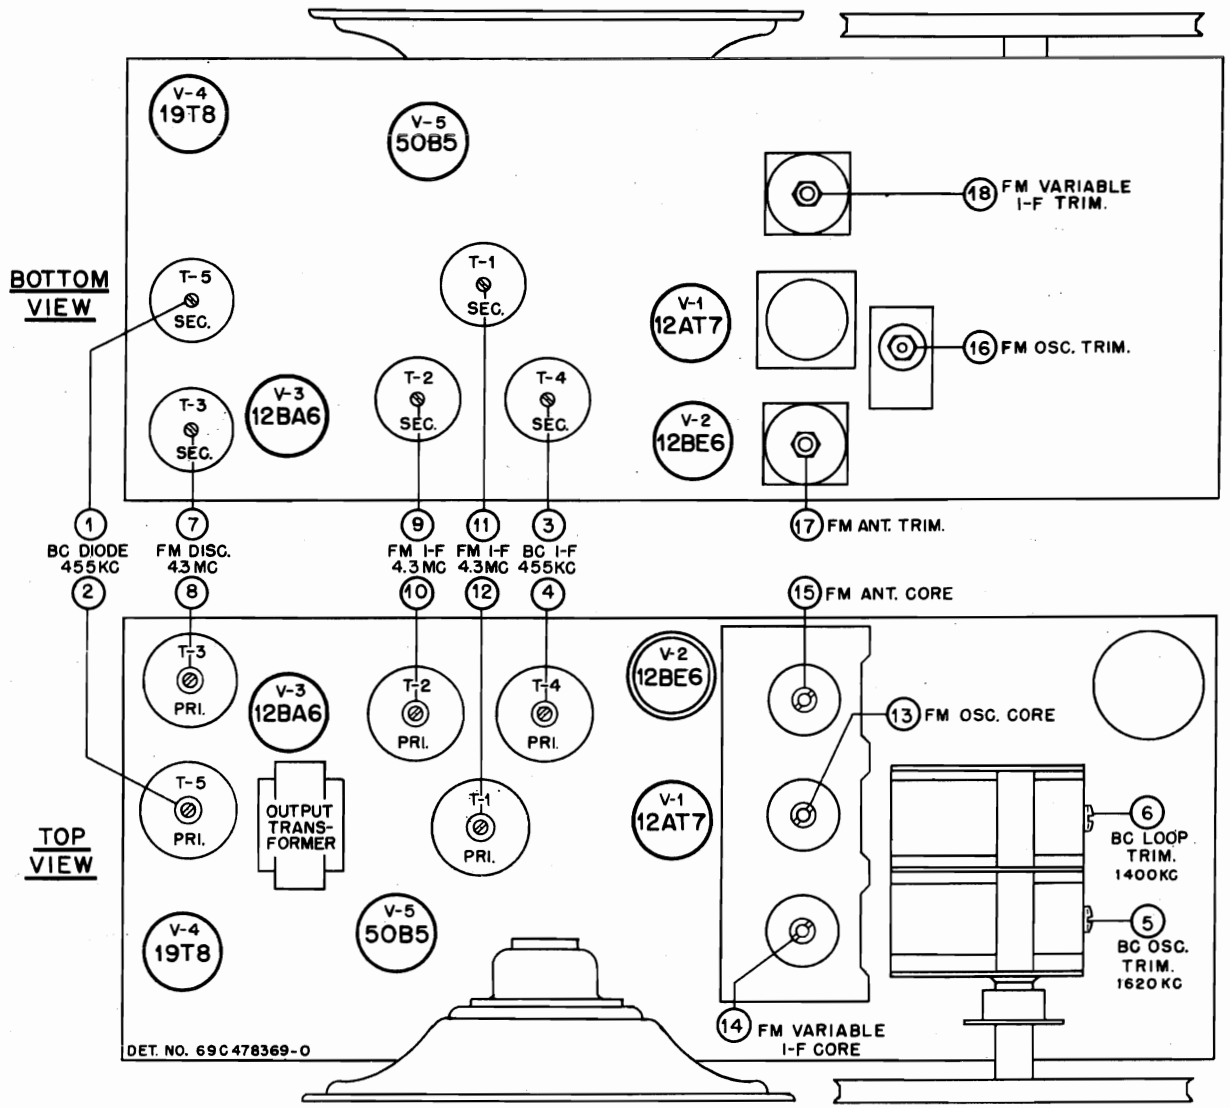 V-4
19T8
V-5
50B5
18 FM VARIABLE
I-F TRIM.
BOTTOM
VIEW
T-5
SEC.
T-1
SEC.
V-1
12AT7
16 FM OSC. TRIM.
T-3
SEC.
V-3
12BA6
T-2
SEC.
T-4
SEC.
V-2
12BE6
1
BC DIODE
455KC
2
7
FM DISC.
4.3 MC
8
9
FM I-F
4.3MC
10
11
FM I-F
4.3MC
12
3
BC I-F
455KC
4
17 FM ANT. TRIM.
15 FM ANT. CORE
T-3
PRI.
V-3
12BA6
T-2
PRI.
T-4
PRI.
V-2
12BE6
13 FM OSC. CORE
T-5
PRI.
OUTPUT
TRANS-
FORMER
T-1
PRI.
V-1
12AT7
6
BC LOOP
TRIM.
1400KC
TOP
VIEW
V-4
19T8
V-5
50B5
5
BC OSC.
TRIM.
1620KC
14 FM VARIABLE
I-F CORE
DET. NO. 69C478369-0